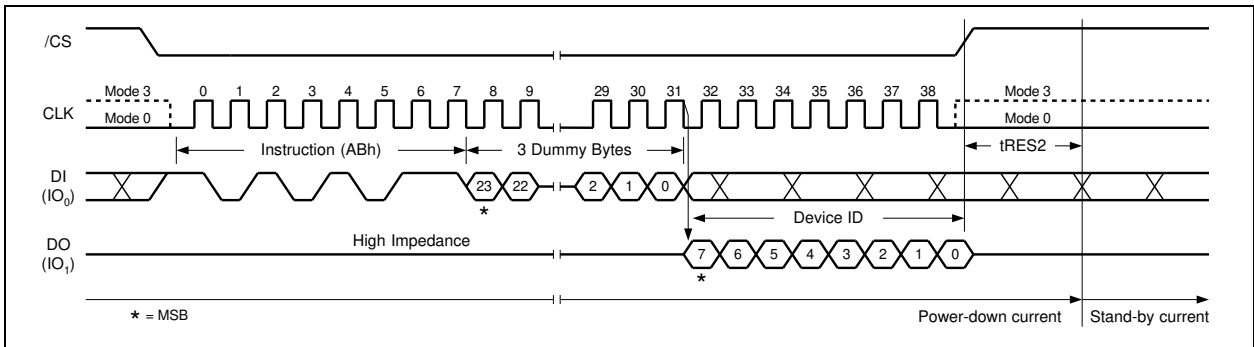 /CS
0 1 2 3 4 5 6 7 8 9 29 30 31 32 33 34 35 36 37 38
Mode 3 Mode 3
CLK
Mode 0 Mode 0
Instruction (ABh) 3 Dummy Bytes tRES2
DI
(IO0)
23 22 2 1 0
*
Device ID
High Impedance
DO
(IO1)
7 6 5 4 3 2 1 0
*
* = MSB Power-down current Stand-by current